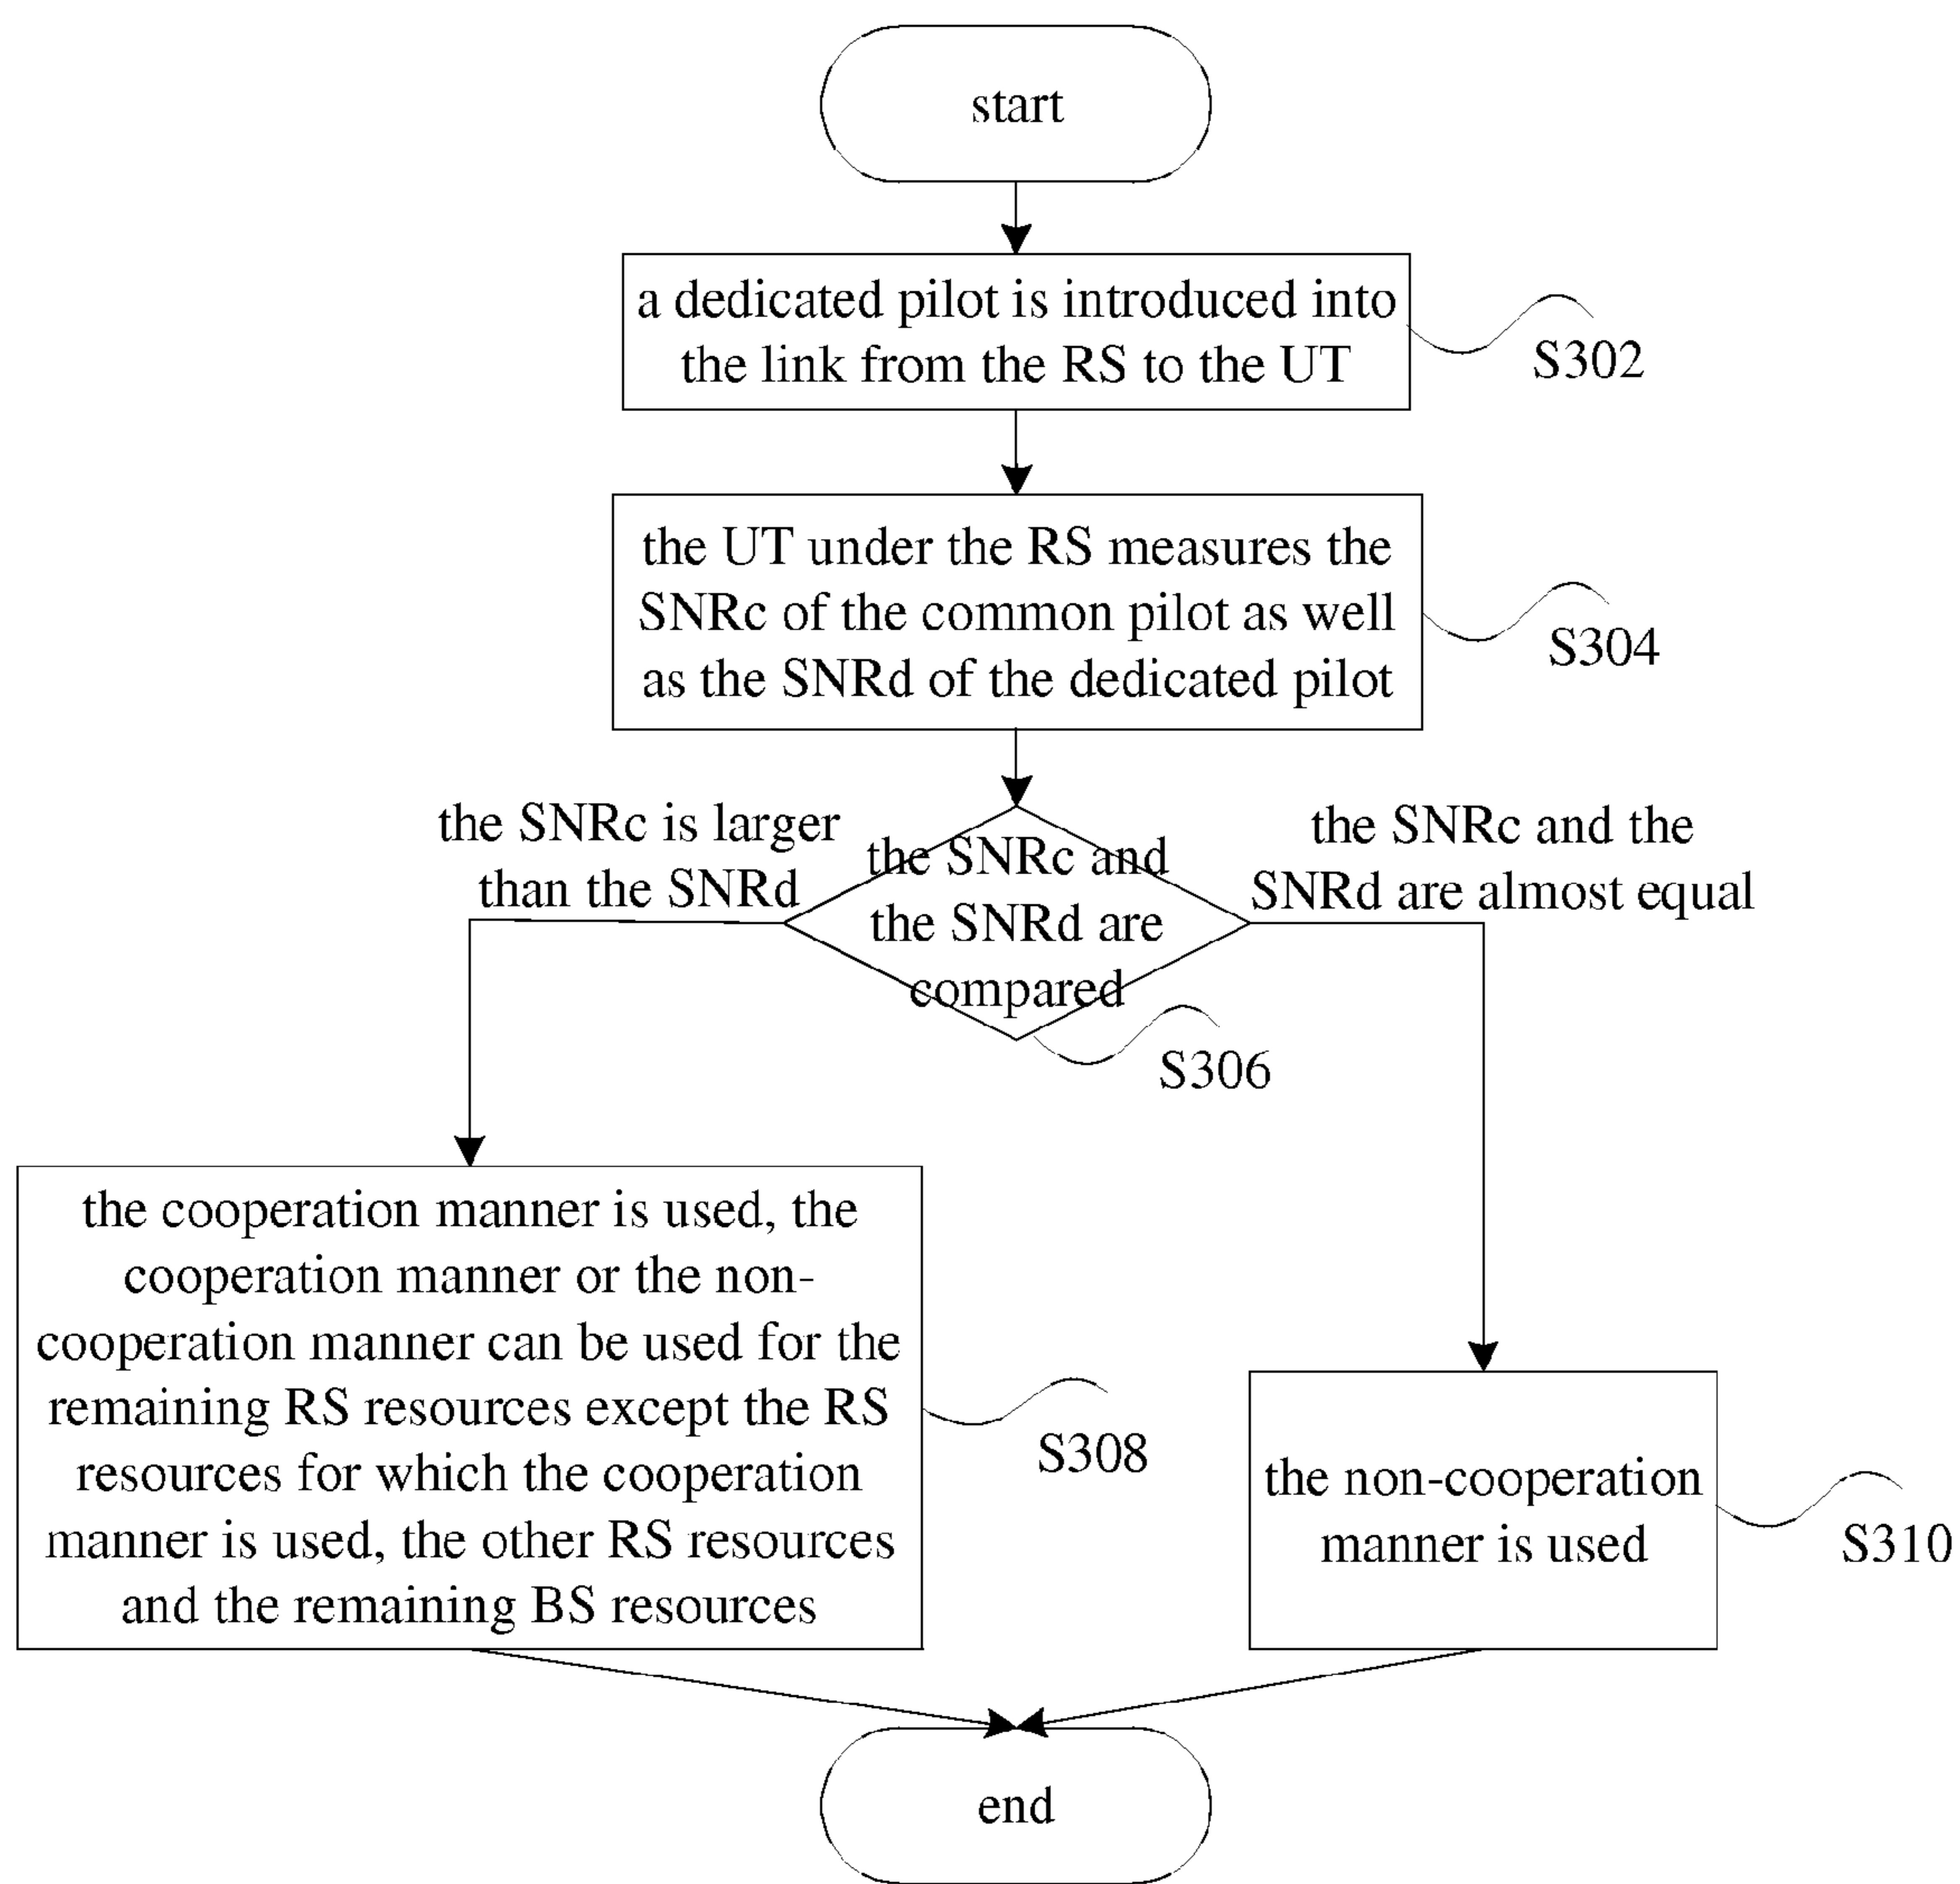 start
a dedicated pilot is introduced into
the link from the RS to the UT
S302
the UT under the RS measures the
SNRc of the common pilot as well
as the SNRd of the dedicated pilot
S304
the SNRc is larger
than the SNRd
the SNRc and
the SNRd are
compared
S306
the SNRc and the
SNRd are almost equal
the cooperation manner is used, the
cooperation manner or the non-
cooperation manner can be used for the
remaining RS resources except the RS
resources for which the cooperation
manner is used, the other RS resources
and the remaining BS resources
S308
the non-cooperation
manner is used
S310
end